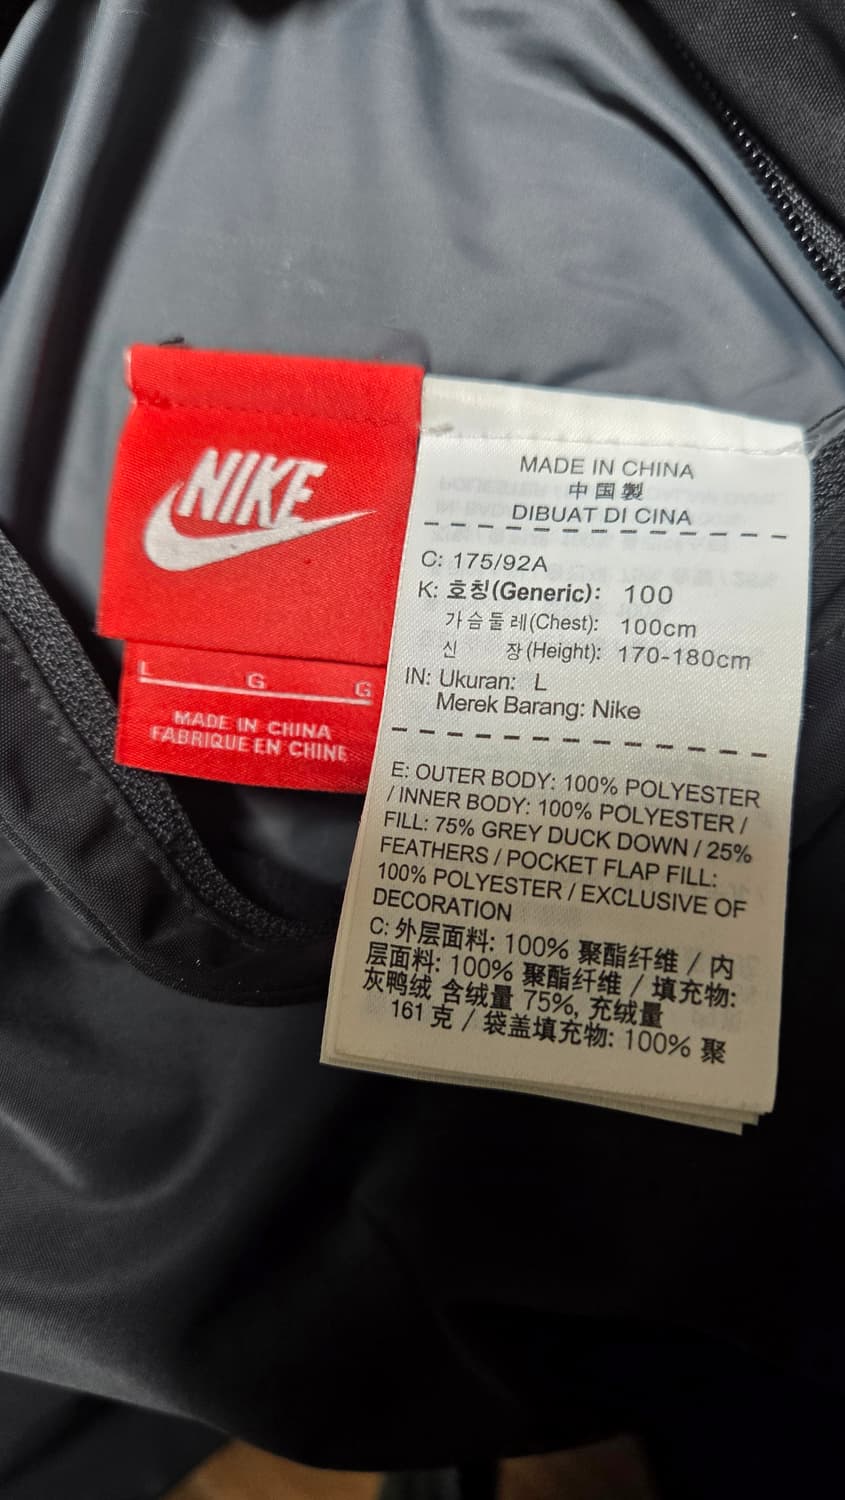 NIKE
L
G
G
MADE IN CHINA
FABRIQUE EN CHINE
MADE IN CHINA
中国製
DIBUAT DI CINA
C: 175/92A
K: 호칭(Generic): 100
가슴둘레(Chest): 100cm
신 장(Height): 170-180cm
IN: Ukuran: L
Merek Barang: Nike
E: OUTER BODY: 100% POLYESTER
/ INNER BODY: 100% POLYESTER /
FILL: 75% GREY DUCK DOWN / 25%
FEATHERS / POCKET FLAP FILL:
100% POLYESTER / EXCLUSIVE OF
DECORATION
C: 外层面料: 100% 聚酯纤维 / 内
层面料: 100% 聚酯纤维 / 填充物:
灰鸭绒 含绒量 75%, 充绒量
161 克 / 袋盖填充物: 100% 聚